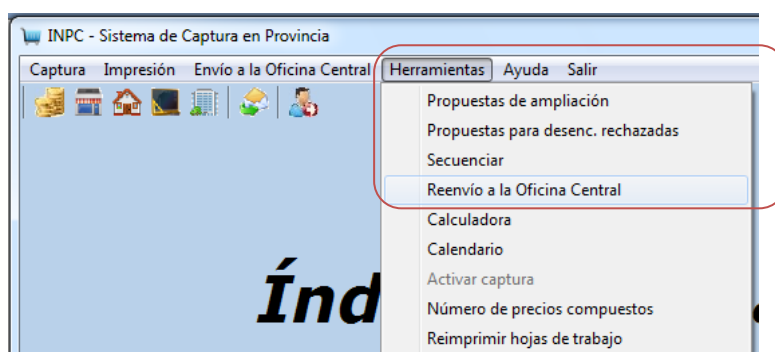 INPC - Sistema de Captura en Provincia
Captura Impresión Envío a la Oficina Central Herramientas Ayuda Salir
Propuestas de ampliación
Propuestas para desenc. rechazadas
Secuenciar
Reenvío a la Oficina Central
Calculadora
Calendario
Activar captura
Índ
Número de precios compuestos
Reimprimir hojas de trabajo